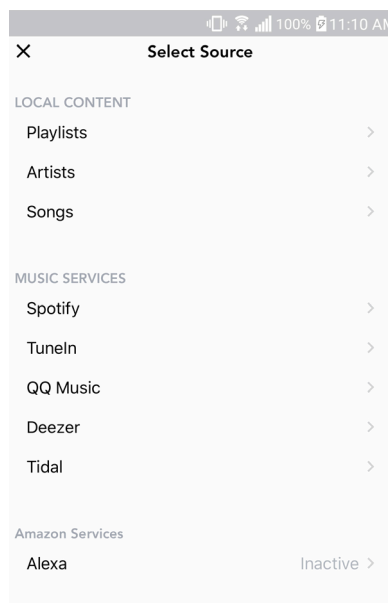 100% 11:10 AM
Select Source
LOCAL CONTENT
Playlists
Artists
Songs
MUSIC SERVICES
Spotify
TuneIn
QQ Music
Deezer
Tidal
Amazon Services
Alexa Inactive